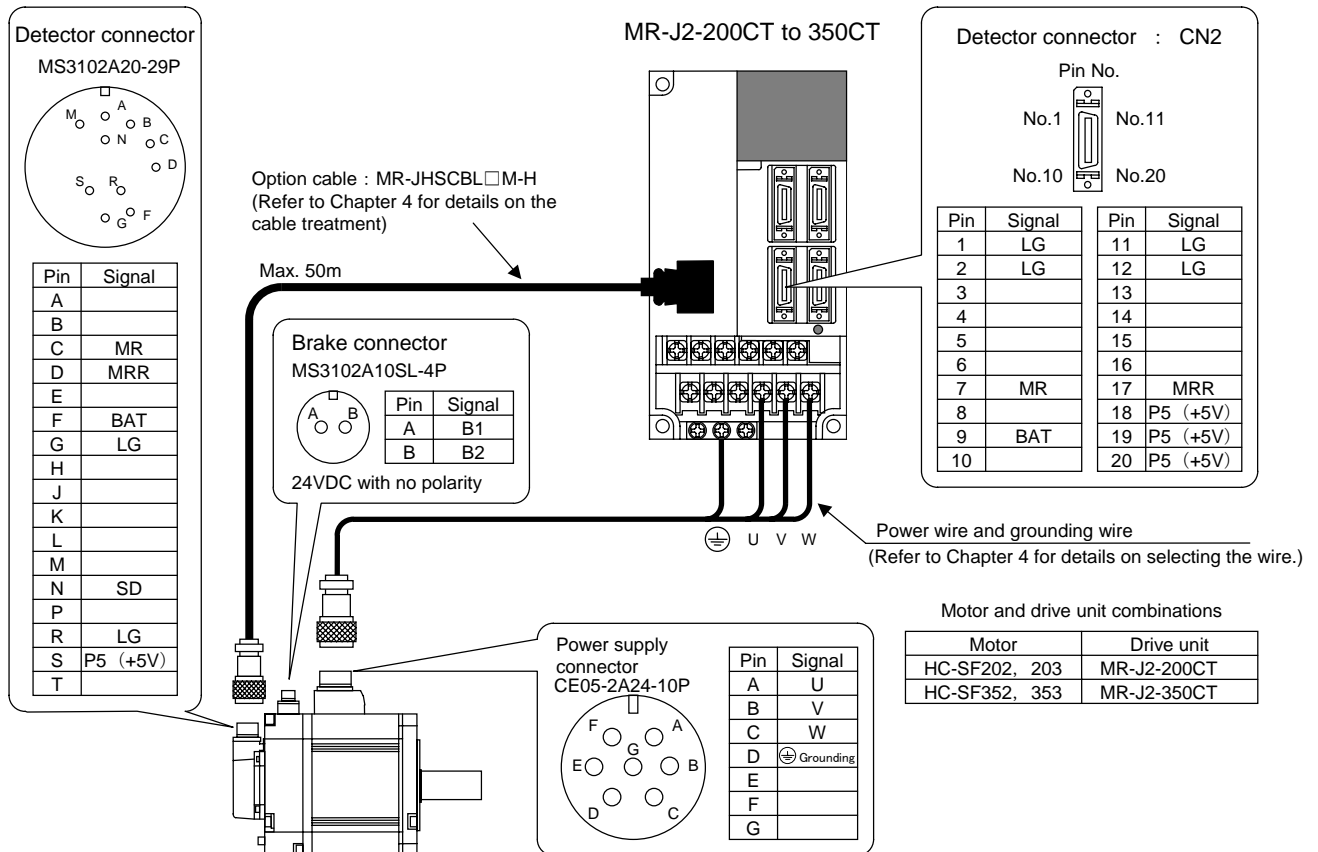 Detector connector
MS3102A20-29P
M A B
N C
D
S R
G F
Pin Signal
A
B
C MR
D MRR
E
F BAT
G LG
H
J
K
L
M
N SD
P
R LG
S P5 (+5V)
T
Option cable : MR-JHSCBL□M-H
(Refer to Chapter 4 for details on the
cable treatment)
Max. 50m
Brake connector
MS3102A10SL-4P
A B
Pin Signal
A B1
B B2
24VDC with no polarity
MR-J2-200CT to 350CT
U V W
Detector connector : CN2
Pin No.
No.1 No.11
No.10 No.20
Pin Signal Pin Signal
1 LG 11 LG
2 LG 12 LG
3 13
4 14
5 15
6 16
7 MR 17 MRR
8 18 P5 (+5V)
9 BAT 19 P5 (+5V)
10 20 P5 (+5V)
Power wire and grounding wire
(Refer to Chapter 4 for details on selecting the wire.)
Power supply
connector
CE05-2A24-10P
F A
G
E B
D C
Pin Signal
A U
B V
C W
D Grounding
E
F
G
Motor and drive unit combinations
Motor Drive unit
HC-SF202, 203 MR-J2-200CT
HC-SF352, 353 MR-J2-350CT